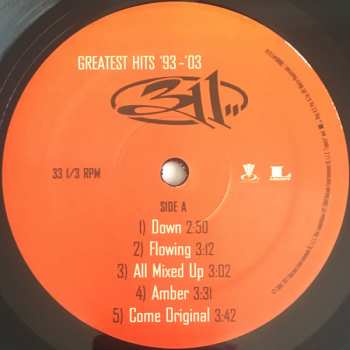 GREATEST HITS '93-'03
311
33 1/3 RPM
SIDE A
1) Down 2:50
2) Flowing 3:12
3) All Mixed Up 3:02
4) Amber 3:31
5) Come Original 3:42